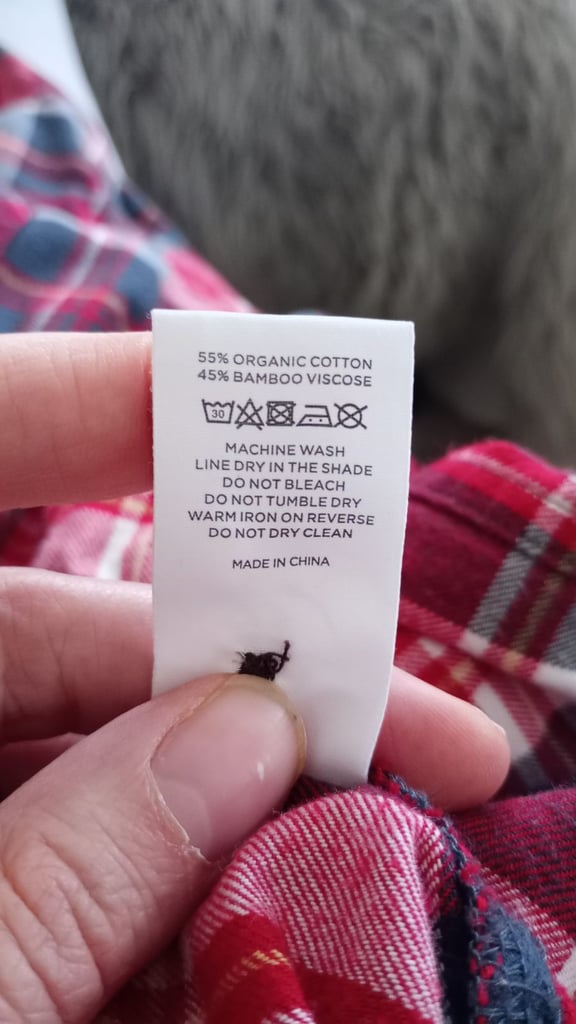 55% ORGANIC COTTON
45% BAMBOO VISCOSE
30
MACHINE WASH
LINE DRY IN THE SHADE
DO NOT BLEACH
DO NOT TUMBLE DRY
WARM IRON ON REVERSE
DO NOT DRY CLEAN
MADE IN CHINA